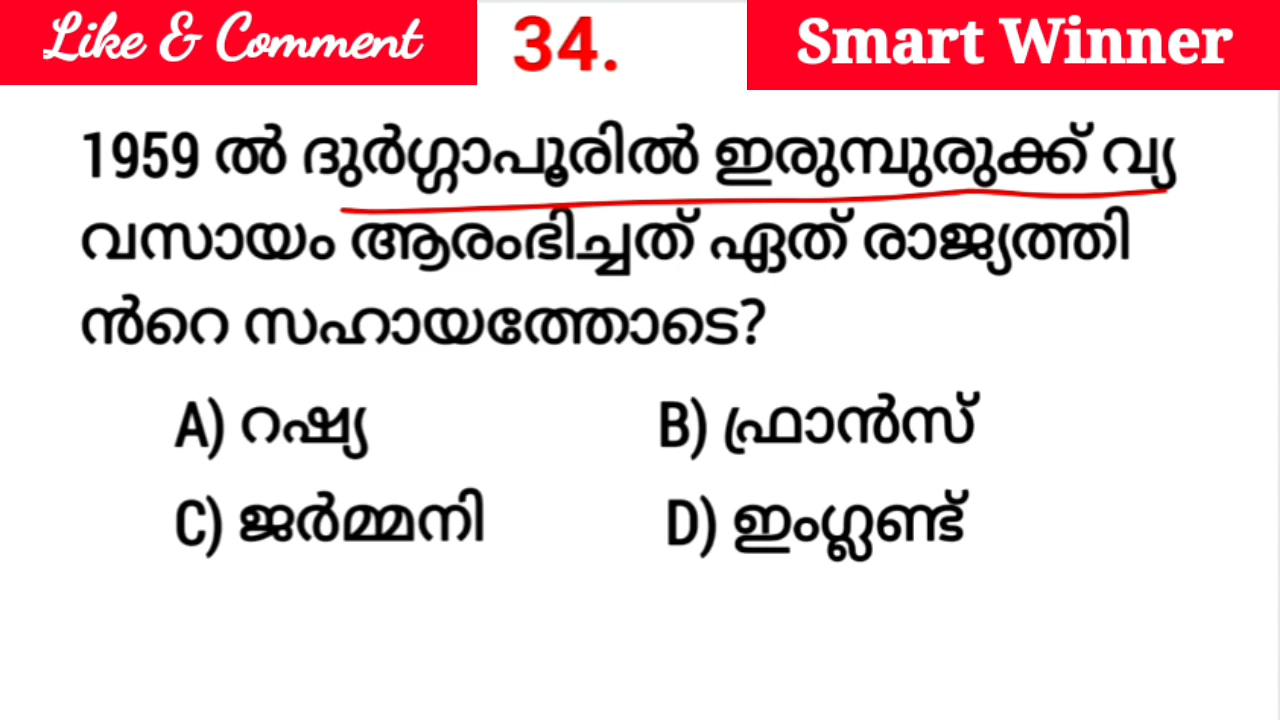 Like & Comment
34.
Smart Winner
1959 ൽ ദുർഗ്ഗാപൂരിൽ ഇരുമ്പുരുക്ക് വ്യ
വസായം ആരംഭിച്ചത് ഏത് രാജ്യത്തി
ൻറെ സഹായത്തോടെ?
A) റഷ്യ
B) ഫ്രാൻസ്
C) ജർമ്മനി
D) ഇംഗ്ലണ്ട്